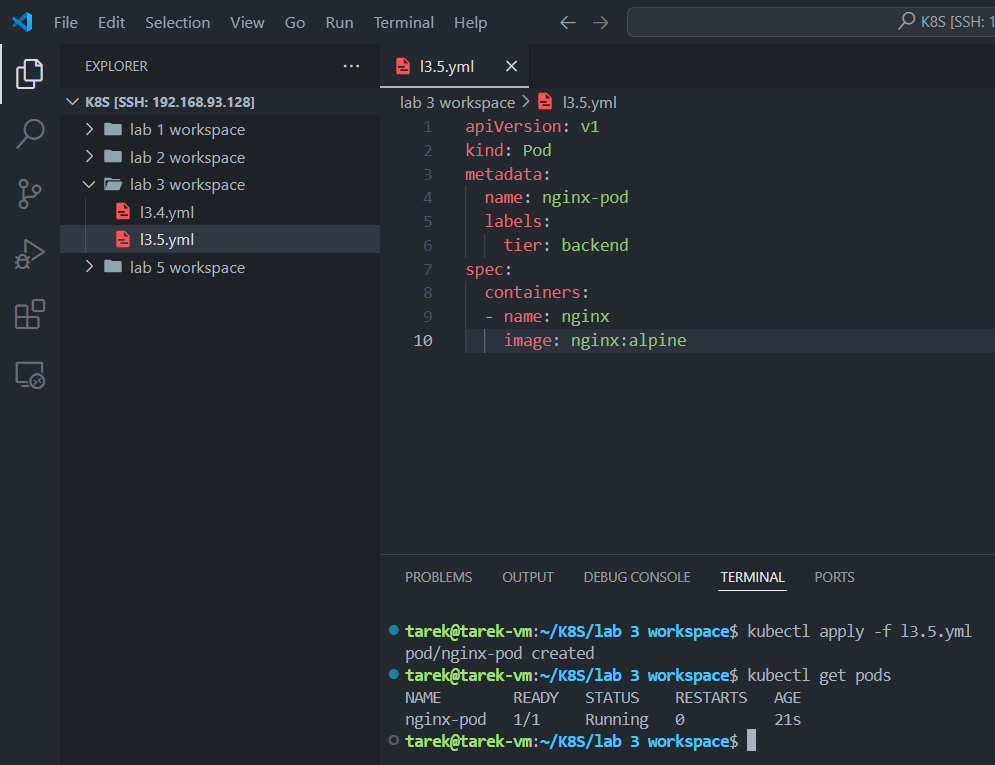 File Edit Selection View Go Run Terminal Help
K8S [SSH: 1
EXPLORER
K8S [SSH: 192.168.93.128]
lab 1 workspace
lab 2 workspace
lab 3 workspace
l3.4.yml
l3.5.yml
lab 5 workspace
l3.5.yml
lab 3 workspace > l3.5.yml
1 apiVersion: v1
2 kind: Pod
3 metadata:
4   name: nginx-pod
5   labels:
6     tier: backend
7 spec:
8   containers:
9   - name: nginx
10     image: nginx:alpine
PROBLEMS OUTPUT DEBUG CONSOLE TERMINAL PORTS
tarek@tarek-vm:~/K8S/lab 3 workspace$ kubectl apply -f l3.5.yml
pod/nginx-pod created
tarek@tarek-vm:~/K8S/lab 3 workspace$ kubectl get pods
NAME READY STATUS RESTARTS AGE
nginx-pod 1/1 Running 0 21s
tarek@tarek-vm:~/K8S/lab 3 workspace$